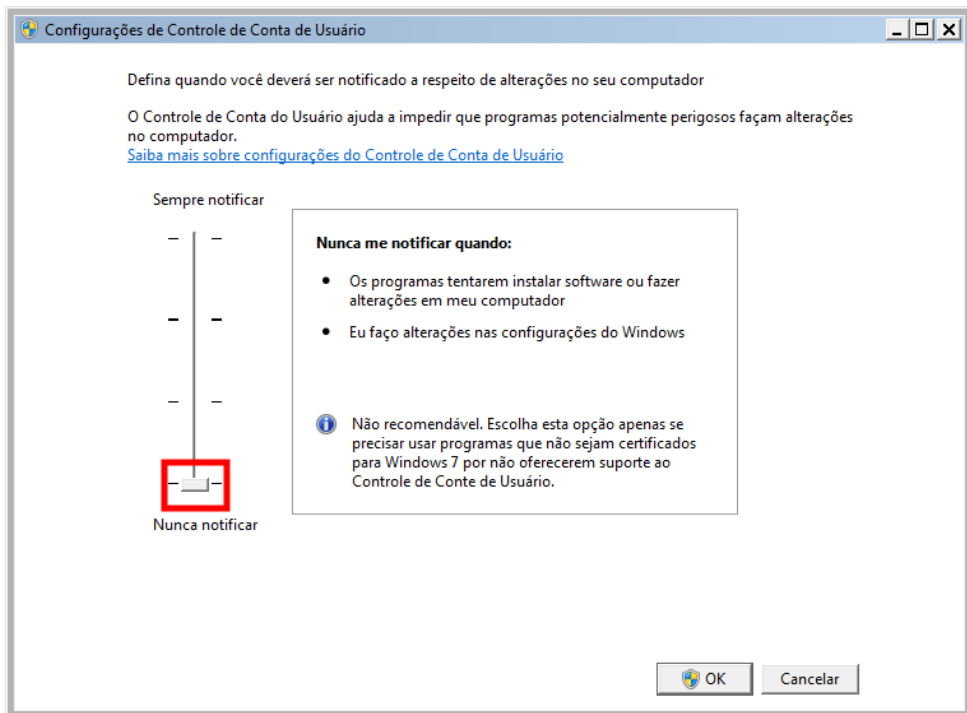 Configurações de Controle de Conta de Usuário
Defina quando você deverá ser notificado a respeito de alterações no seu computador
O Controle de Conta do Usuário ajuda a impedir que programas potencialmente perigosos façam alterações
no computador.
Saiba mais sobre configurações do Controle de Conta de Usuário
Sempre notificar
Nunca me notificar quando:
Os programas tentarem instalar software ou fazer
alterações em meu computador
Eu faço alterações nas configurações do Windows
Não recomendável. Escolha esta opção apenas se
precisar usar programas que não sejam certificados
para Windows 7 por não oferecerem suporte ao
Controle de Conte de Usuário.
Nunca notificar
OK
Cancelar